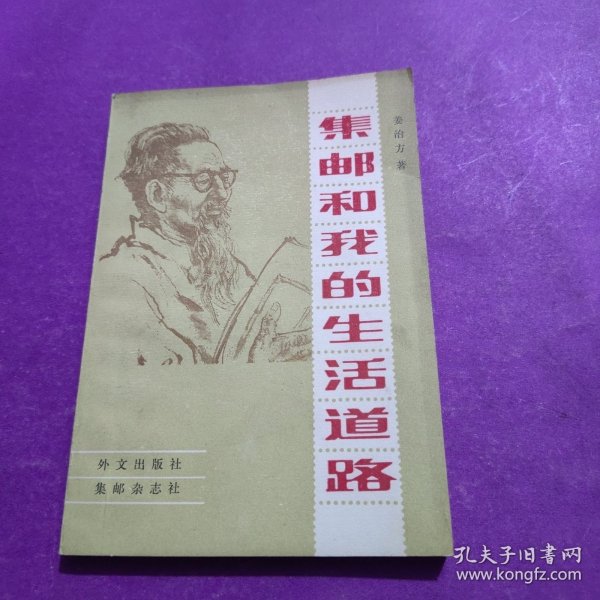 集邮和我的生活道路
姜治方 著
外文出版社
集邮杂志社
孔夫子旧书网
www.kongfz.com